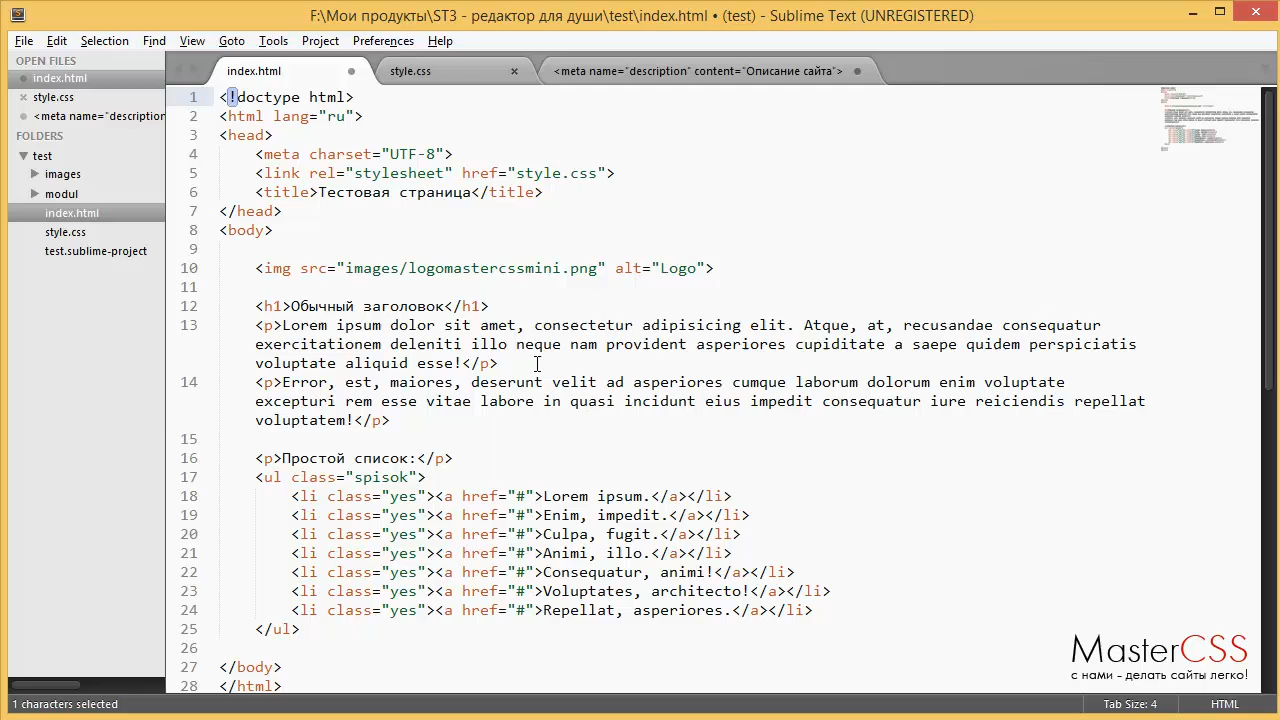 F:\Мои продукты\ST3 - редактор для души\test\index.html • (test) - Sublime Text (UNREGISTERED)
File Edit Selection Find View Goto Tools Project Preferences Help
OPEN FILES
index.html
style.css
<meta name="description
FOLDERS
test
images
modul
index.html
style.css
test.sublime-project
index.html style.css <meta name="description" content="Описание сайта">
1 <!doctype html>
2 <html lang="ru">
3 <head>
4 <meta charset="UTF-8">
5 <link rel="stylesheet" href="style.css">
6 <title>Тестовая страница</title>
7 </head>
8 <body>
9
10 <img src="images/logomastercssmini.png" alt="Logo">
11
12 <h1>Обычный заголовок</h1>
13 <p>Lorem ipsum dolor sit amet, consectetur adipisicing elit. Atque, at, recusandae consequatur
exercitationem deleniti illo neque nam provident asperiores cupiditate a saepe quidem perspiciatis
voluptate aliquid esse!</p>
14 <p>Error, est, maiores, deserunt velit ad asperiores cumque laborum dolorum enim voluptate
excepturi rem esse vitae labore in quasi incidunt eius impedit consequatur iure reiciendis repellat
voluptatem!</p>
15
16 <p>Простой список:</p>
17 <ul class="spisok">
18 <li class="yes"><a href="#">Lorem ipsum.</a></li>
19 <li class="yes"><a href="#">Enim, impedit.</a></li>
20 <li class="yes"><a href="#">Culpa, fugit.</a></li>
21 <li class="yes"><a href="#">Animi, illo.</a></li>
22 <li class="yes"><a href="#">Consequatur, animi!</a></li>
23 <li class="yes"><a href="#">Voluptates, architecto!</a></li>
24 <li class="yes"><a href="#">Repellat, asperiores.</a></li>
25 </ul>
26
27 </body>
28 </html>
MasterCSS
с нами - делать сайты легко!
1 characters selected Tab Size: 4 HTML